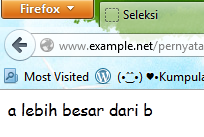 Firefox
Seleksi
www.example.net/pernyata
Most Visited (•̪●) ♥•Kumpula
a lebih besar dari b